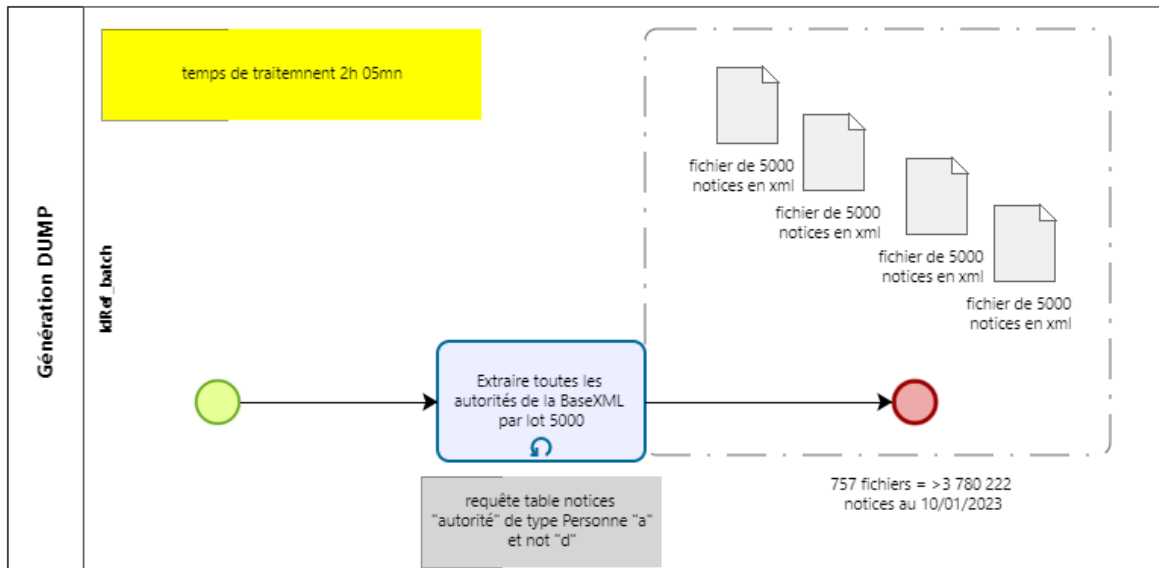 Génération DUMP
IdRef_batch
temps de traitemnent 2h 05mn
fichier de 5000
notices en xml
fichier de 5000
notices en xml
fichier de 5000
notices en xml
fichier de 5000
notices en xml
Extraire toutes les
autorités de la BaseXML
par lot 5000
requête table notices
"autorité" de type Personne "a"
et not "d"
757 fichiers = >3 780 222
notices au 10/01/2023